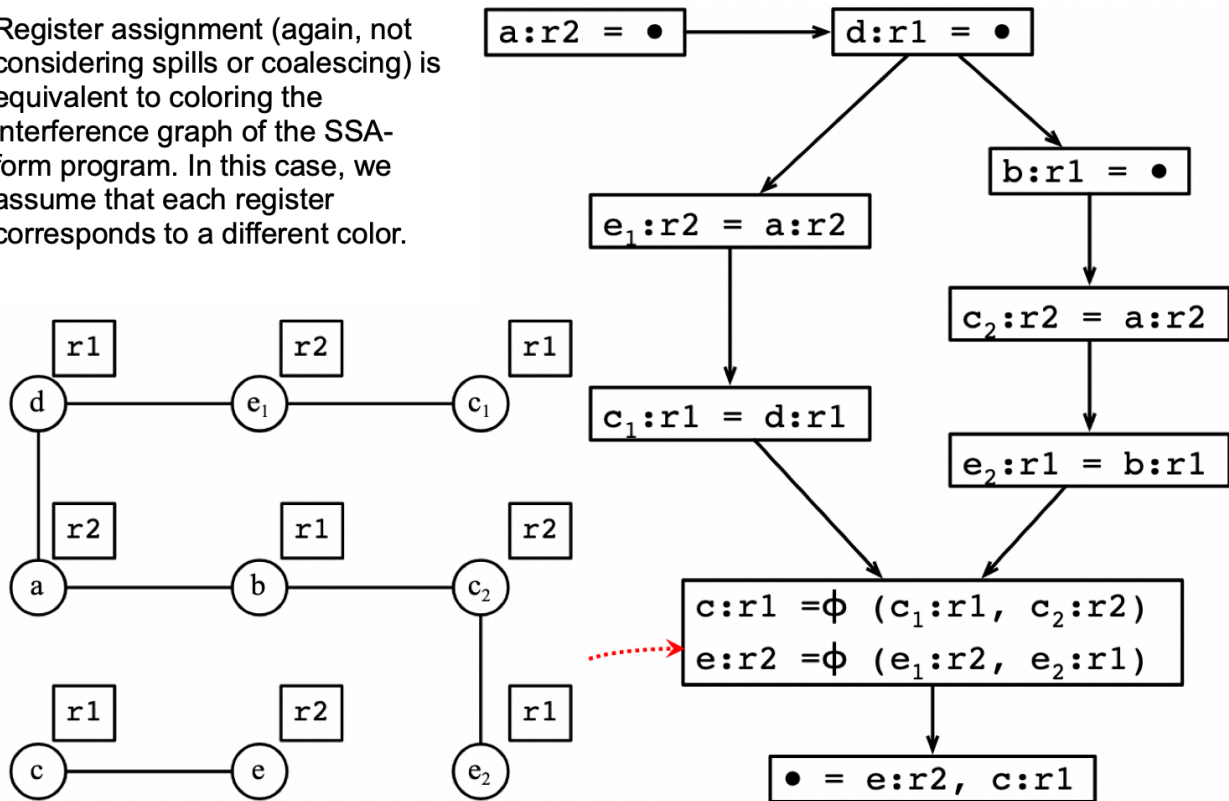 Register assignment (again, not
considering spills or coalescing) is
equivalent to coloring the
interference graph of the SSA-
form program. In this case, we
assume that each register
corresponds to a different color.
a:r2 = ●
d:r1 = ●
b:r1 = ●
e₁:r2 = a:r2
c₂:r2 = a:r2
c₁:r1 = d:r1
e₂:r1 = b:r1
c:r1 =ϕ (c₁:r1, c₂:r2)
e:r2 =ϕ (e₁:r2, e₂:r1)
● = e:r2, c:r1
r1 r2 r1
d e₁ c₁
r2 r1 r2
a b c₂
r1 r2 r1
c e e₂